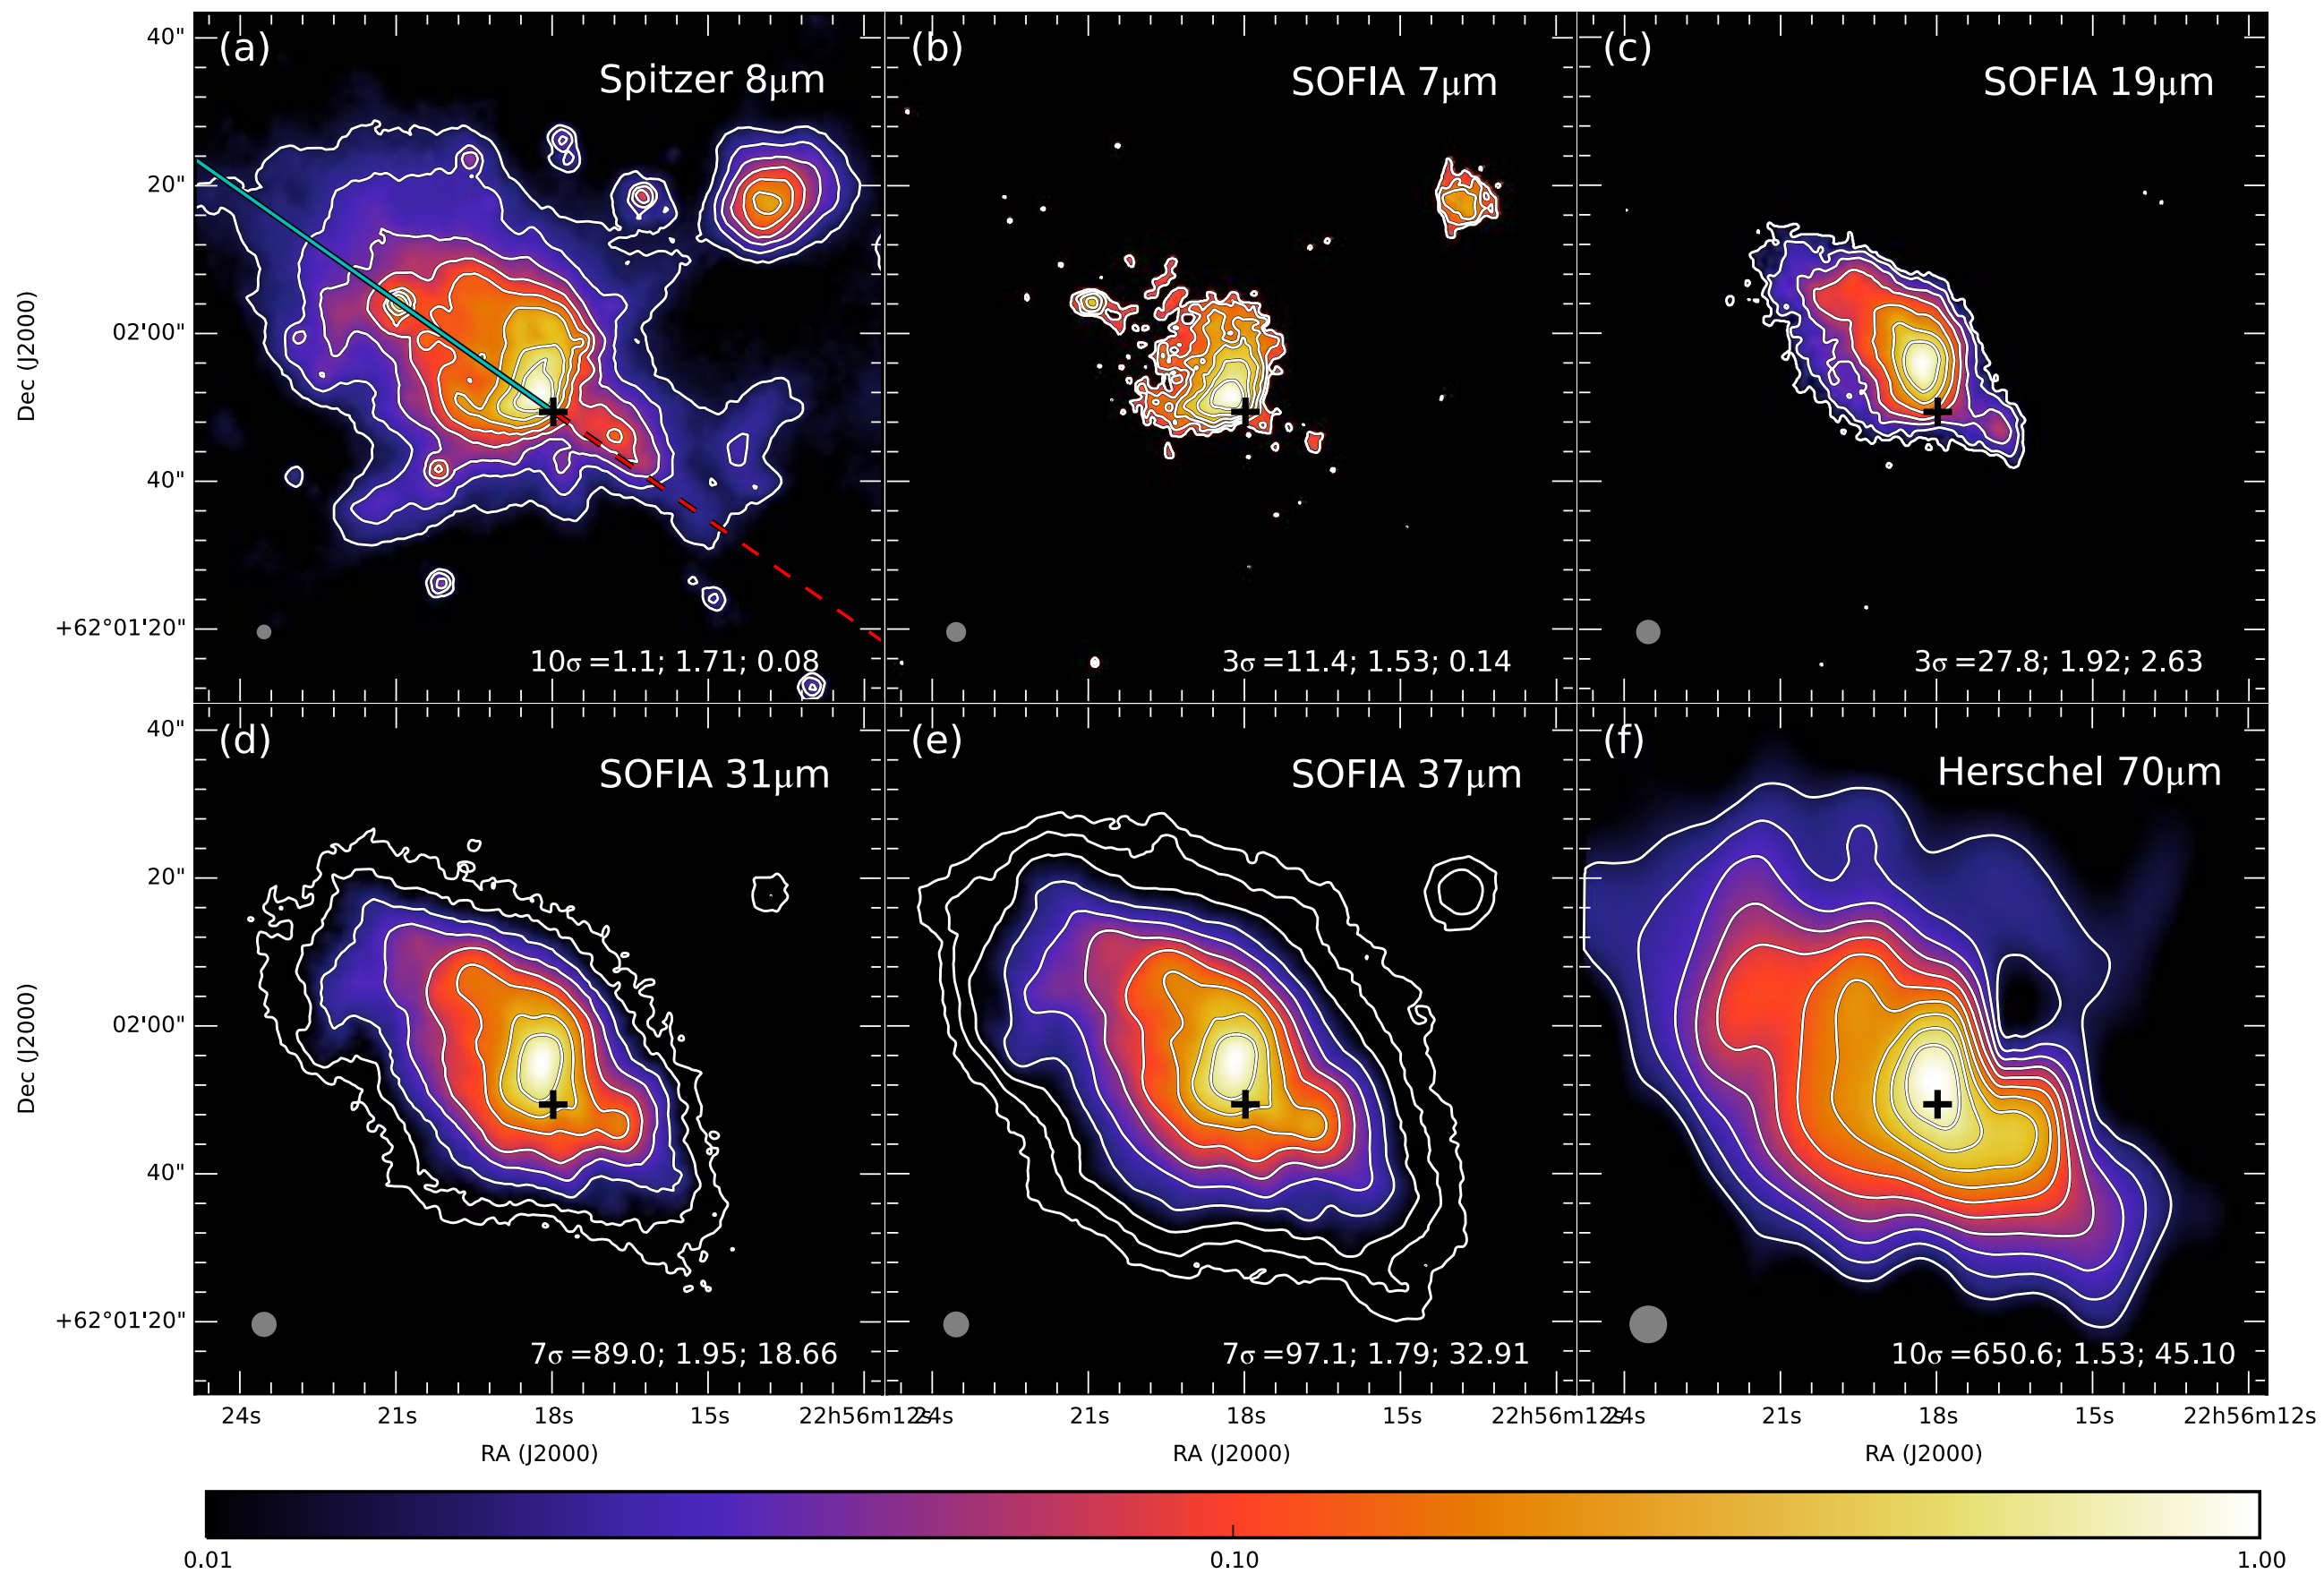 (a)
Spitzer 8μm
10σ =1.1; 1.71; 0.08
(b)
SOFIA 7μm
3σ =11.4; 1.53; 0.14
(c)
SOFIA 19μm
3σ =27.8; 1.92; 2.63
40"
20"
02'00"
40"
+62°01'20"
Dec (J2000)
(d)
SOFIA 31μm
7σ =89.0; 1.95; 18.66
(e)
SOFIA 37μm
7σ =97.1; 1.79; 32.91
(f)
Herschel 70μm
10σ =650.6; 1.53; 45.10
40"
20"
02'00"
40"
+62°01'20"
Dec (J2000)
24s 21s 18s 15s 22h56m12s
24s 21s 18s 15s 22h56m12s
24s 21s 18s 15s 22h56m12s
RA (J2000) RA (J2000) RA (J2000)
0.01 0.10 1.00